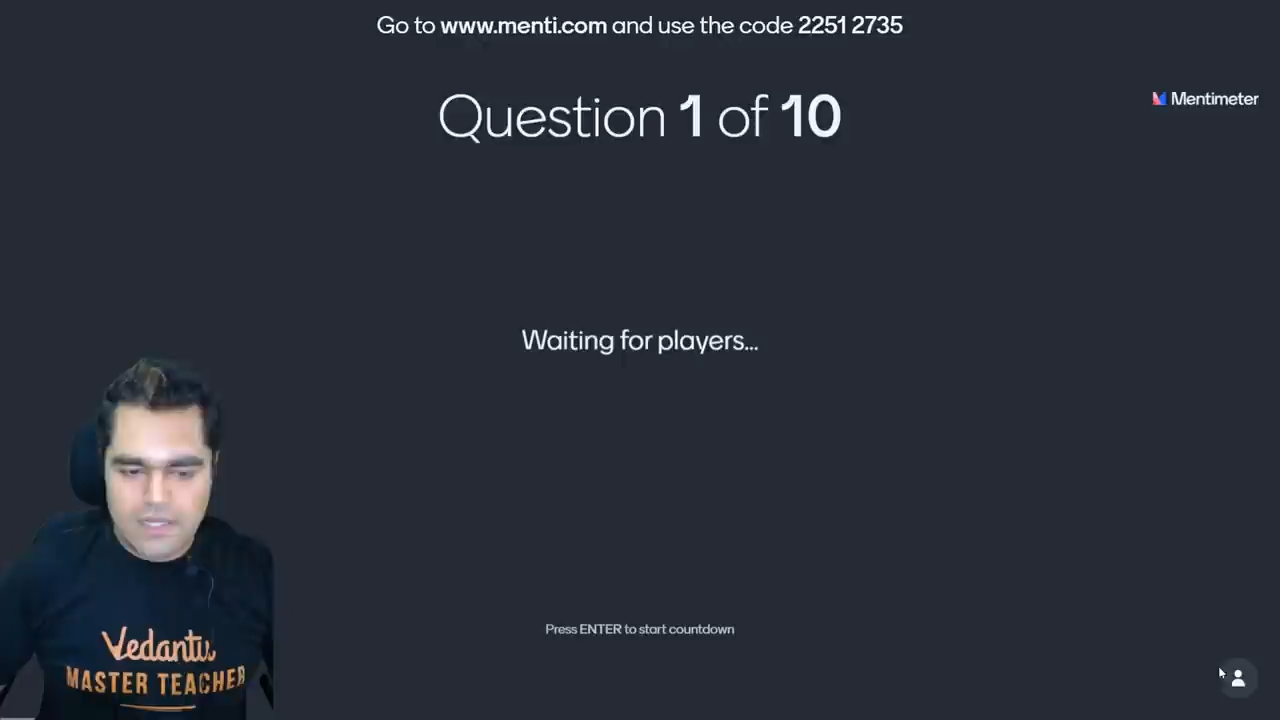 Go to www.menti.com and use the code 2251 2735
Mentimeter
Question 1 of 10
Waiting for players...
Press ENTER to start countdown
Vedantu
MASTER TEACHER